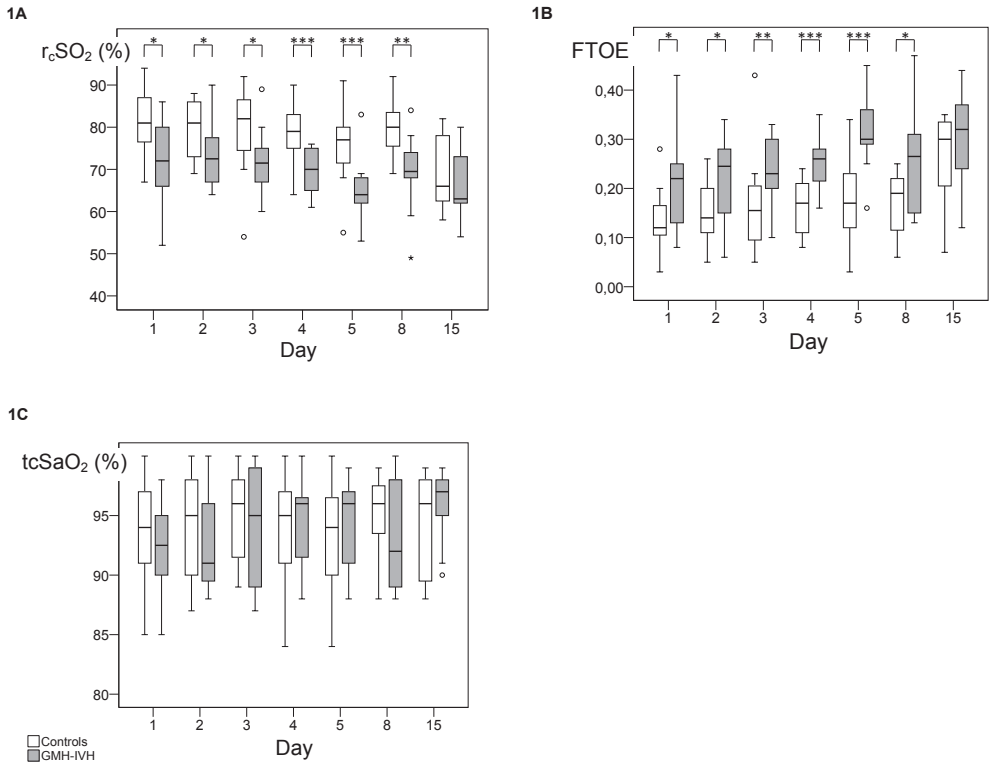 1A
* * * *** *** **
r꜀SO₂ (%)
90
80
70
60
50
40
*
1 2 3 4 5 8 15
Day
1B
* * ** *** *** *
FTOE
0,40
0,30
0,20
0,10
0,00
1 2 3 4 5 8 15
Day
1C
tcSaO₂ (%)
95
90
85
80
1 2 3 4 5 8 15
Day
Controls
GMH-IVH